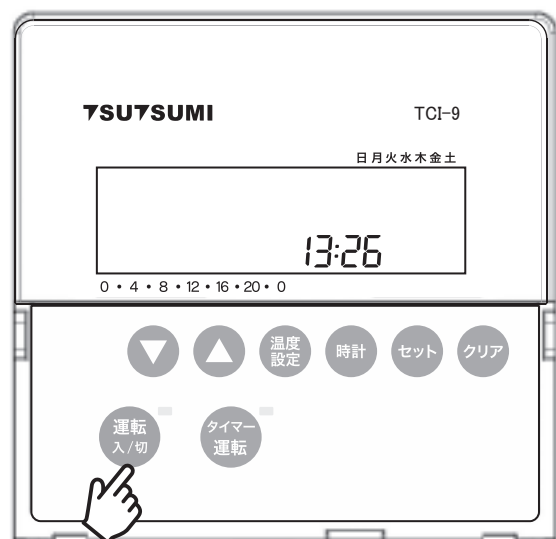 TSUTSUMI TCI-9
日月火水木金土
13:26
0・4・8・12・16・20・0
▼ ▲ 温度設定 時計 セット クリア
運転 入/切 タイマー運転